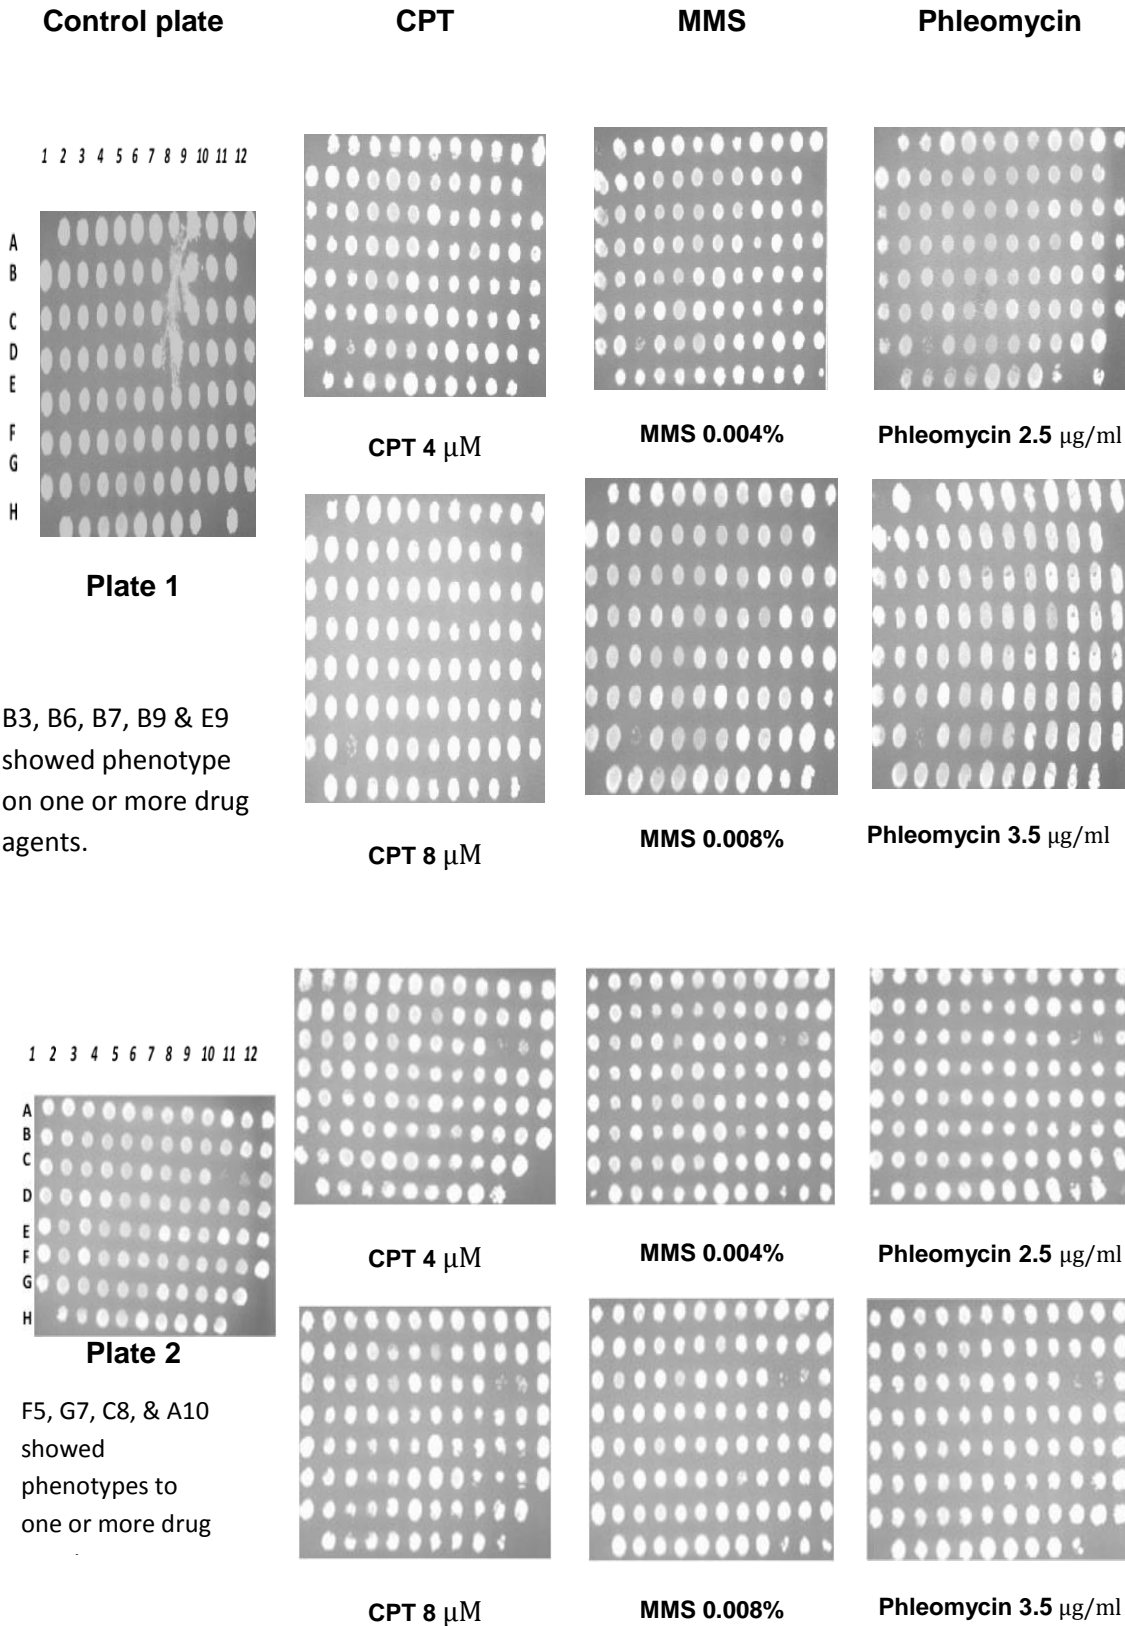 Control plate CPT MMS Phleomycin
1 2 3 4 5 6 7 8 9 10 11 12
A
B
C
D
E
F
G
H
CPT 4 μM MMS 0.004% Phleomycin 2.5 μg/ml
Plate 1
B3, B6, B7, B9 & E9
showed phenotype
on one or more drug
agents.
CPT 8 μM MMS 0.008% Phleomycin 3.5 μg/ml
1 2 3 4 5 6 7 8 9 10 11 12
A
B
C
D
E
F
G
H
CPT 4 μM MMS 0.004% Phleomycin 2.5 μg/ml
Plate 2
F5, G7, C8, & A10
showed
phenotypes to
one or more drug
CPT 8 μM MMS 0.008% Phleomycin 3.5 μg/ml